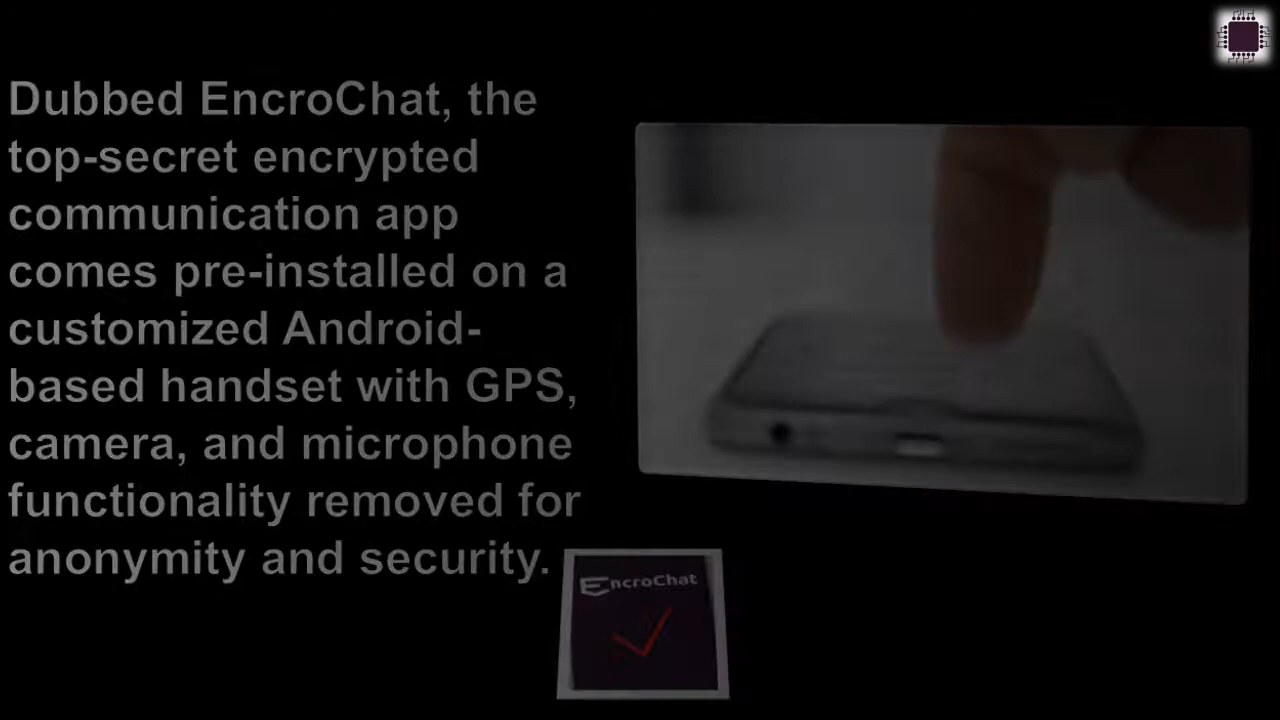 Dubbed EncroChat, the
top-secret encrypted
communication app
comes pre-installed on a
customized Android-
based handset with GPS,
camera, and microphone
functionality removed for
anonymity and security.
EncroChat